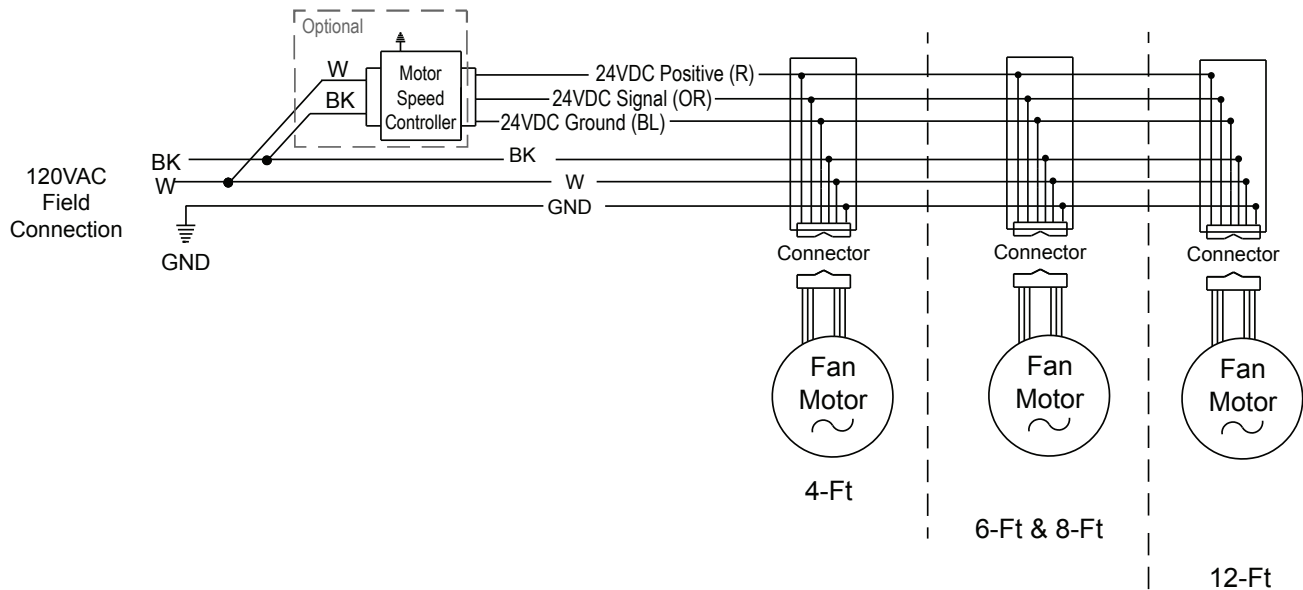 Optional
W
BK
Motor
Speed
Controller
24VDC Positive (R)
24VDC Signal (OR)
24VDC Ground (BL)
120VAC
Field
Connection
BK
W
GND
BK
W
GND
Connector
Connector
Connector
Fan
Motor
Fan
Motor
Fan
Motor
4-Ft
6-Ft & 8-Ft
12-Ft